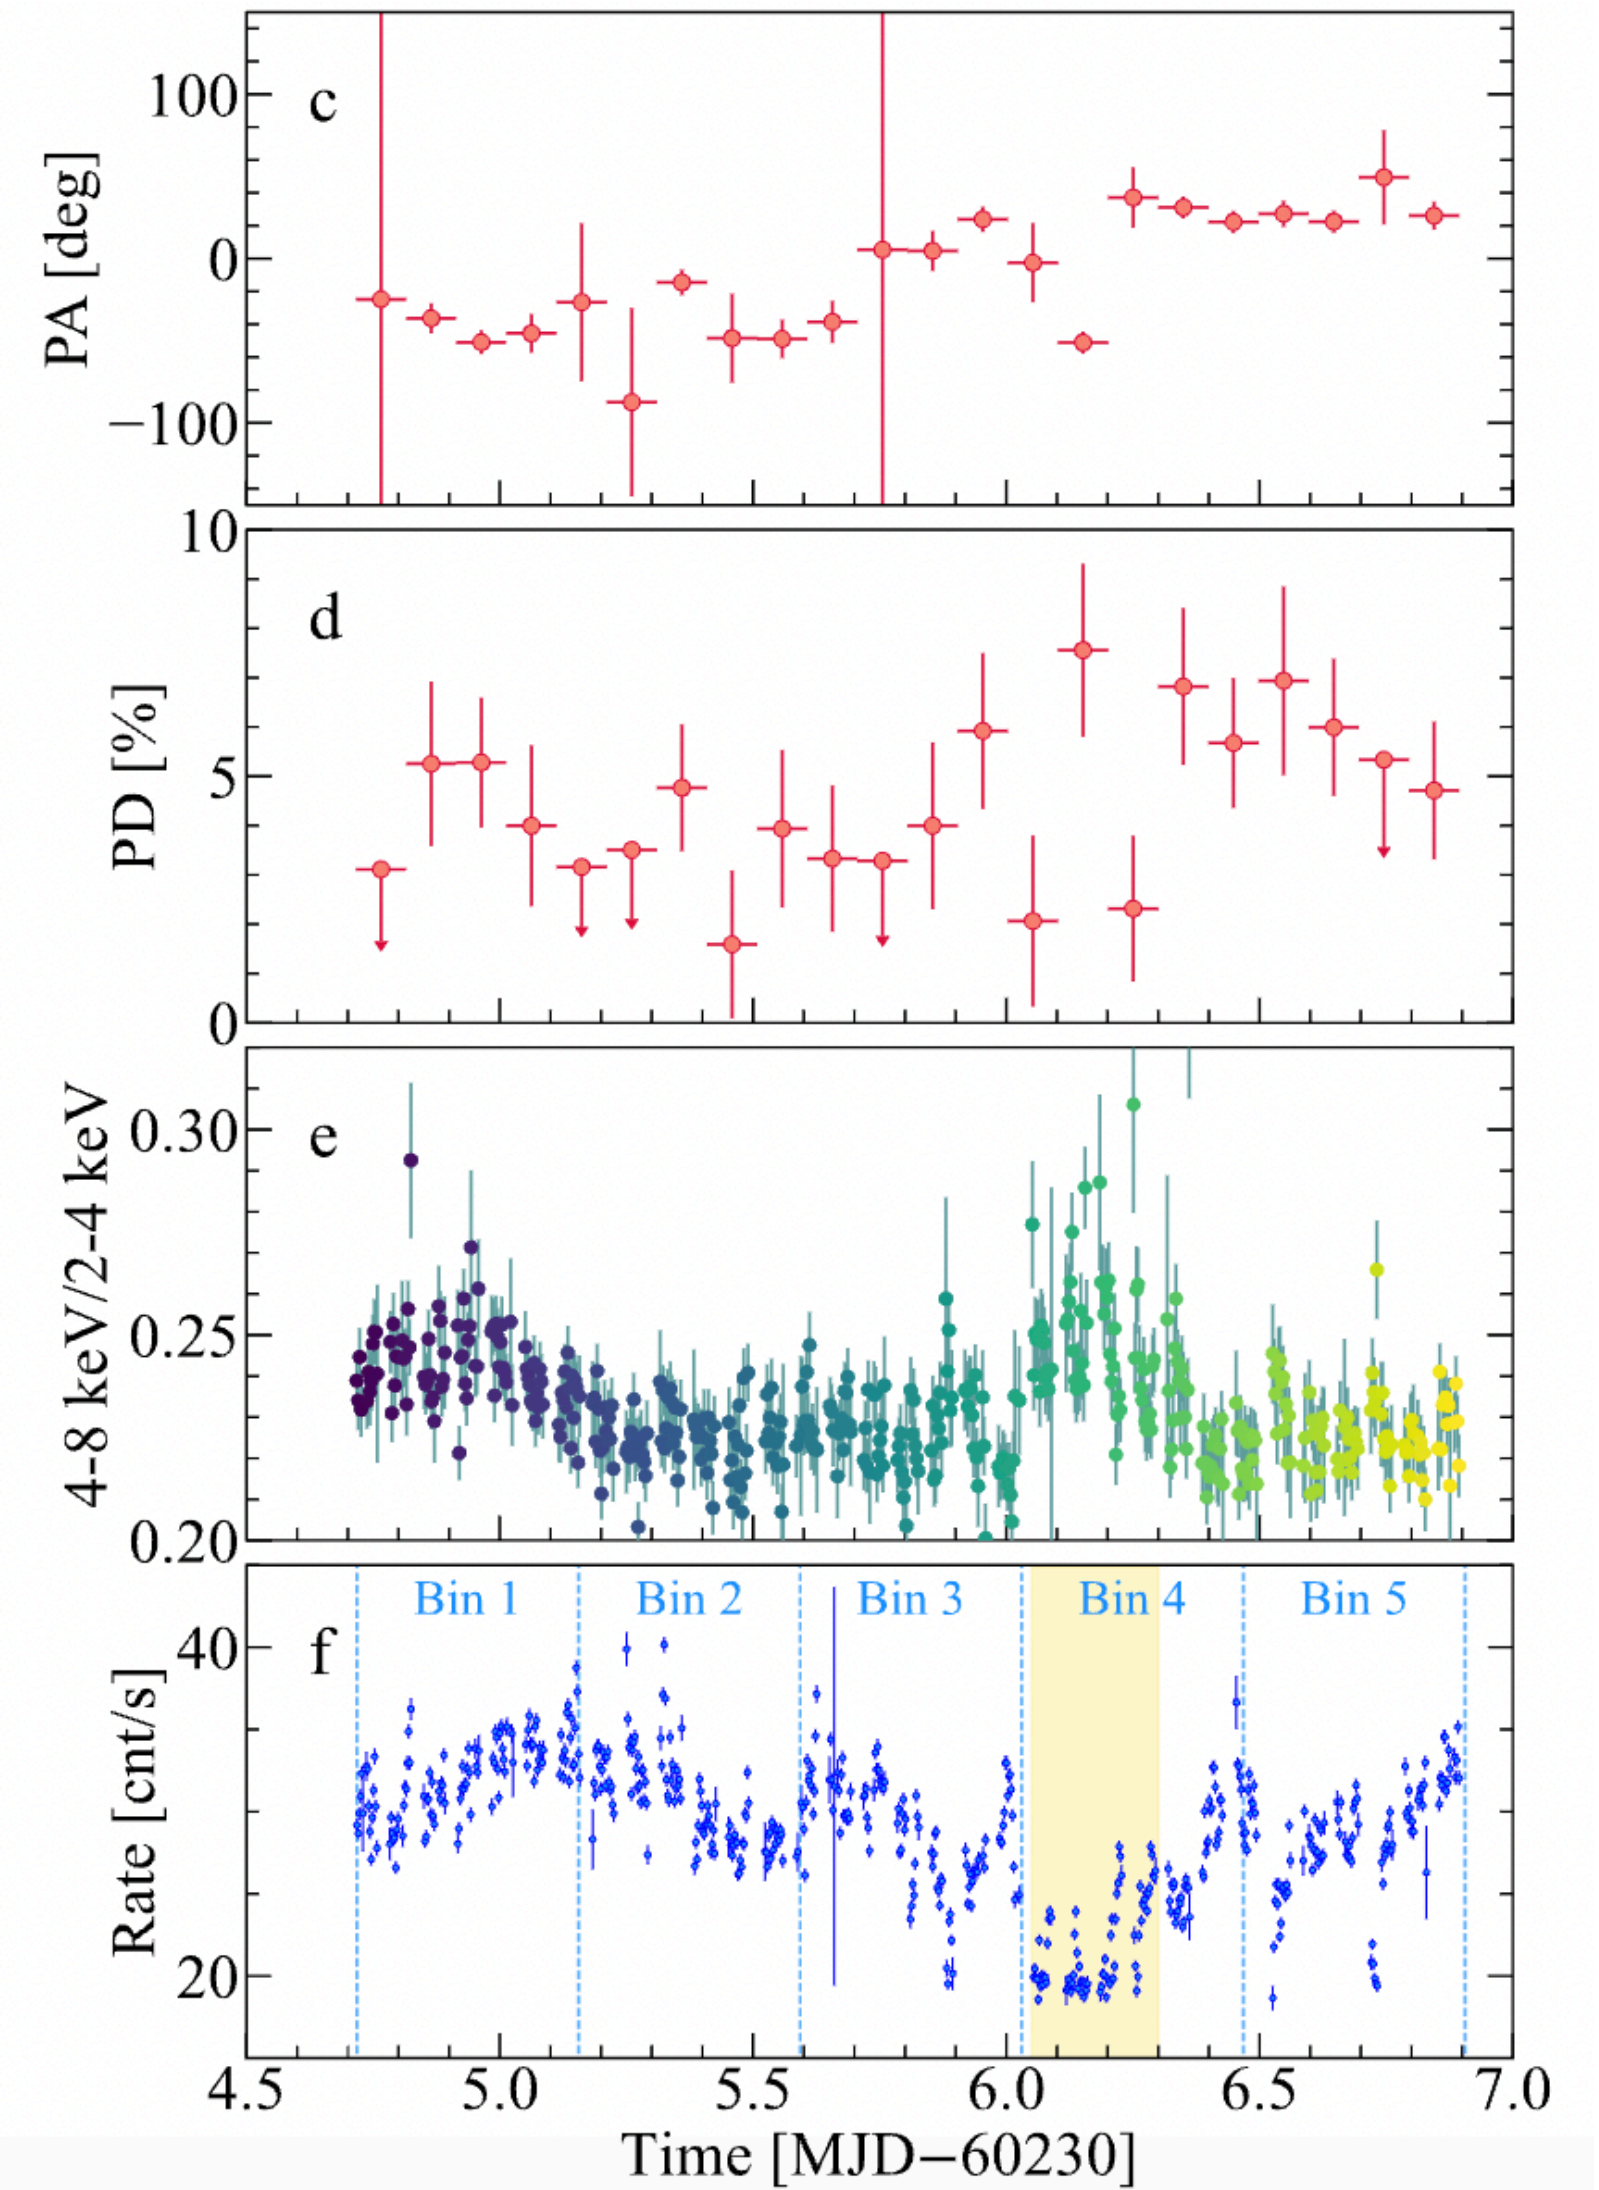 c
100
0
−100
PA [deg]
d
10
5
0
PD [%]
e
0.30
0.25
0.20
4-8 keV/2-4 keV
Bin 1 Bin 2 Bin 3 Bin 4 Bin 5
f
40
20
Rate [cnt/s]
4.5 5.0 5.5 6.0 6.5 7.0
Time [MJD−60230]